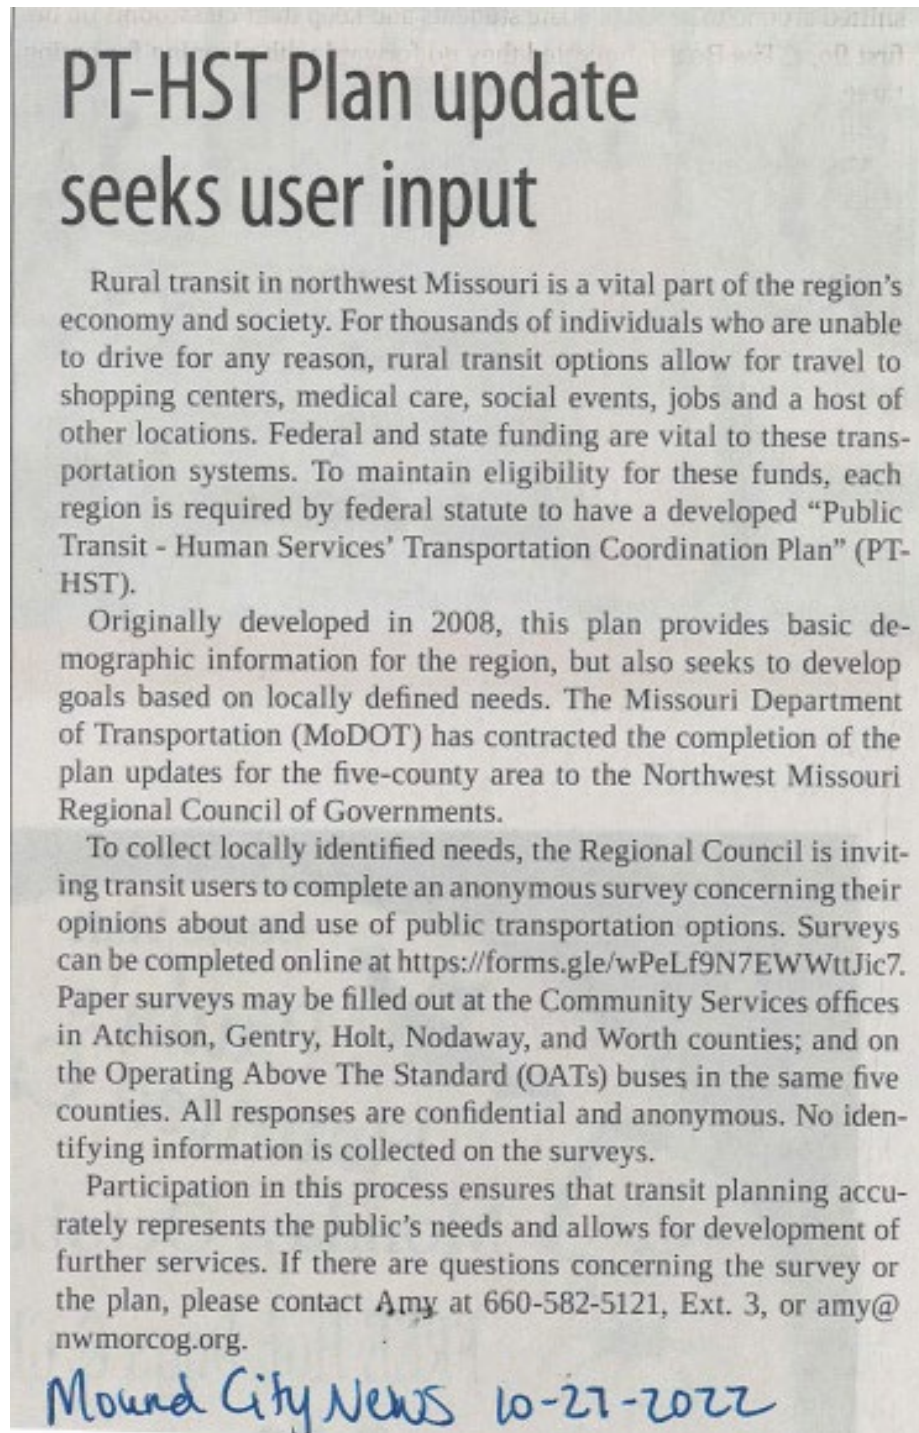 PT-HST Plan update
seeks user input
Rural transit in northwest Missouri is a vital part of the region's
economy and society. For thousands of individuals who are unable
to drive for any reason, rural transit options allow for travel to
shopping centers, medical care, social events, jobs and a host of
other locations. Federal and state funding are vital to these trans-
portation systems. To maintain eligibility for these funds, each
region is required by federal statute to have a developed “Public
Transit - Human Services’ Transportation Coordination Plan” (PT-
HST).
Originally developed in 2008, this plan provides basic de-
mographic information for the region, but also seeks to develop
goals based on locally defined needs. The Missouri Department
of Transportation (MoDOT) has contracted the completion of the
plan updates for the five-county area to the Northwest Missouri
Regional Council of Governments.
To collect locally identified needs, the Regional Council is invit-
ing transit users to complete an anonymous survey concerning their
opinions about and use of public transportation options. Surveys
can be completed online at https://forms.gle/wPeLf9N7EWWttJic7.
Paper surveys may be filled out at the Community Services offices
in Atchison, Gentry, Holt, Nodaway, and Worth counties; and on
the Operating Above The Standard (OATs) buses in the same five
counties. All responses are confidential and anonymous. No iden-
tifying information is collected on the surveys.
Participation in this process ensures that transit planning accu-
rately represents the public's needs and allows for development of
further services. If there are questions concerning the survey or
the plan, please contact Amy at 660-582-5121, Ext. 3, or amy@
nwmorcog.org.
Mound City News 10-27-2022